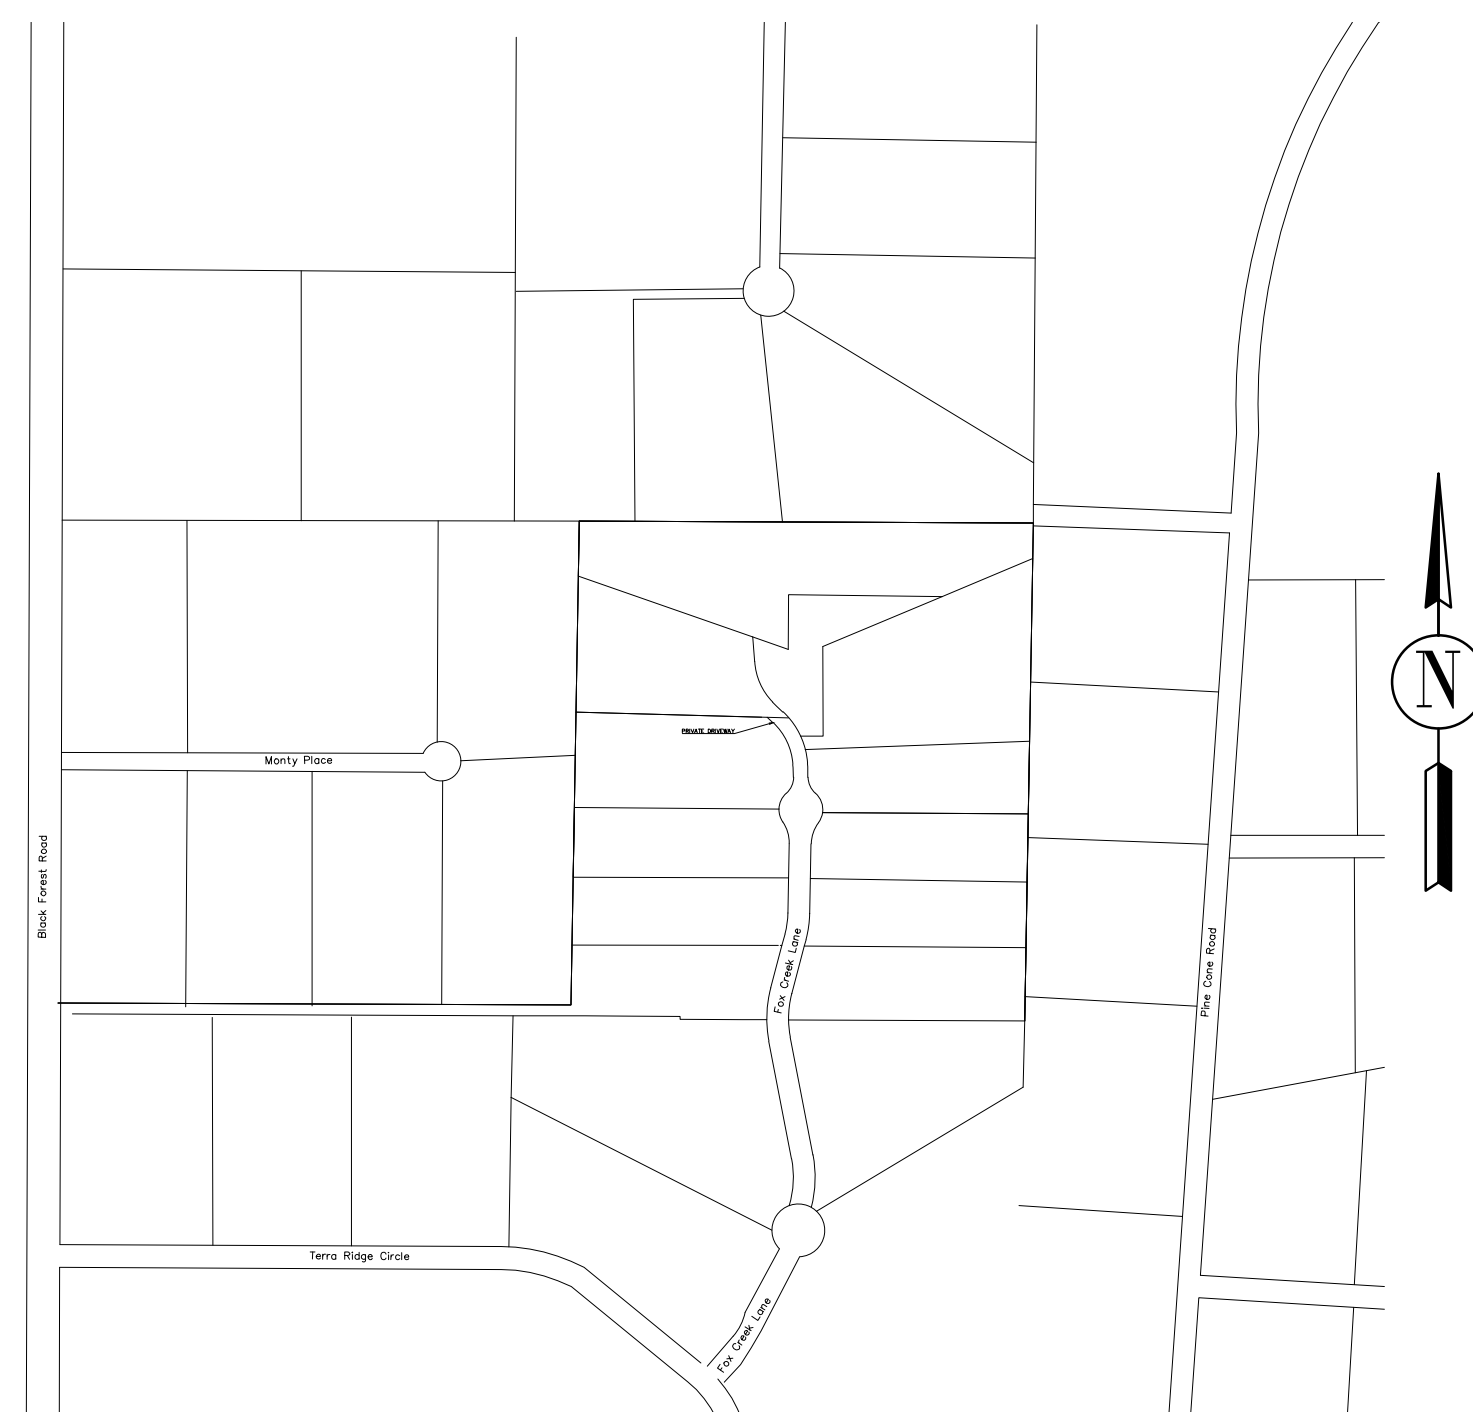 N
PRIVATE DRIVEWAY
Monty Place
Black Forest Road
Fox Creek Lane
Pine Cone Road
Terra Ridge Circle
Fox Creek Lane